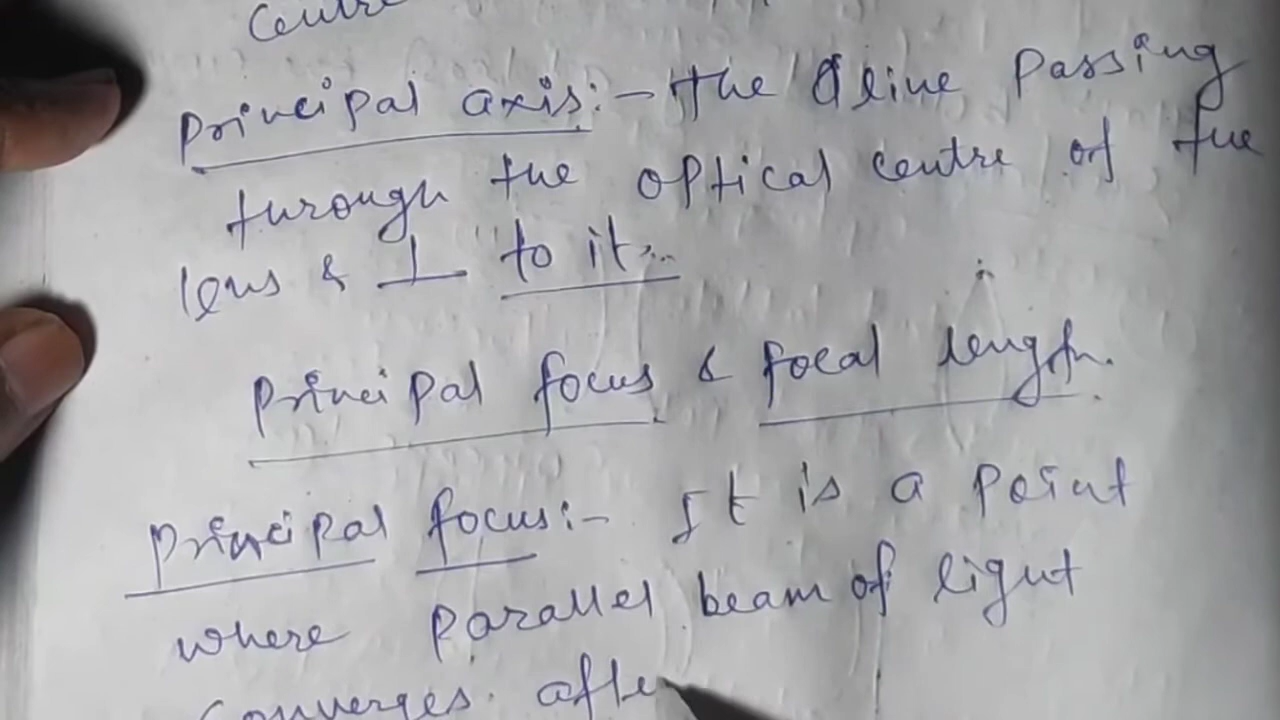 Centre
Principal axis:- The line passing
through the optical centre of the
lens & ⊥ to it.
Principal focus & focal length.
Principal focus:- It is a point
where parallel beam of light
converges afte